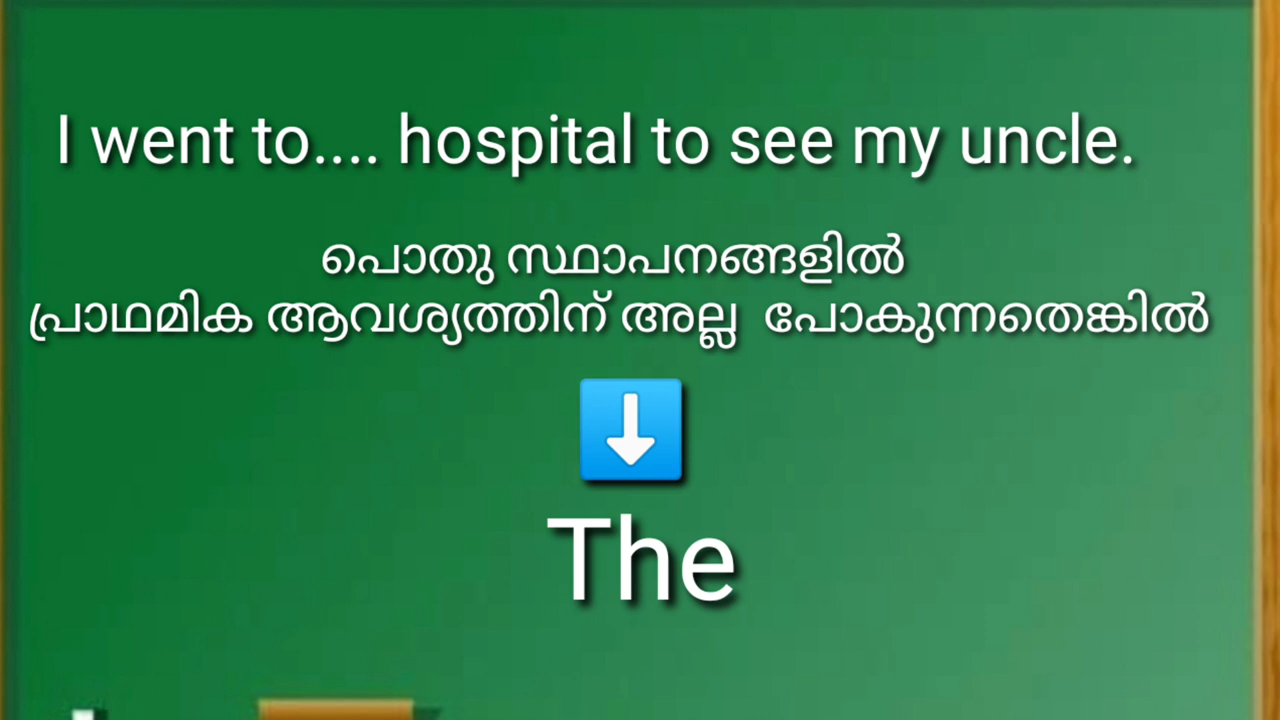 I went to.... hospital to see my uncle.
പൊതു സ്ഥാപനങ്ങളിൽ
പ്രാഥമിക ആവശ്യത്തിന് അല്ല പോകുന്നതെങ്കിൽ
The